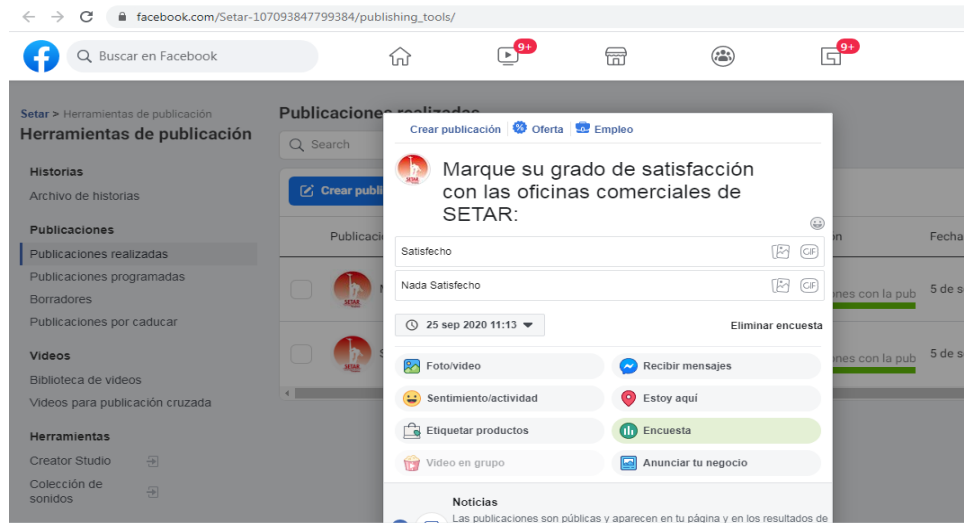 facebook.com/Setar-107093847799384/publishing_tools/
Buscar en Facebook
9+
9+
Setar > Herramientas de publicación
Herramientas de publicación
Historias
Archivo de historias
Publicaciones
Publicaciones realizadas
Publicaciones programadas
Borradores
Publicaciones por caducar
Videos
Biblioteca de videos
Videos para publicación cruzada
Herramientas
Creator Studio
Colección de
sonidos
Publicaciones realizadas
Search
Crear publi
Publicaci
Fecha
ones con la pub
5 de s
ones con la pub
5 de s
Crear publicación
Oferta
Empleo
Marque su grado de satisfacción
con las oficinas comerciales de
SETAR:
Satisfecho
GIF
Nada Satisfecho
GIF
25 sep 2020 11:13
Eliminar encuesta
Foto/video
Recibir mensajes
Sentimiento/actividad
Estoy aquí
Etiquetar productos
Encuesta
Video en grupo
Anunciar tu negocio
Noticias
Las publicaciones son públicas y aparecen en tu página y en los resultados de